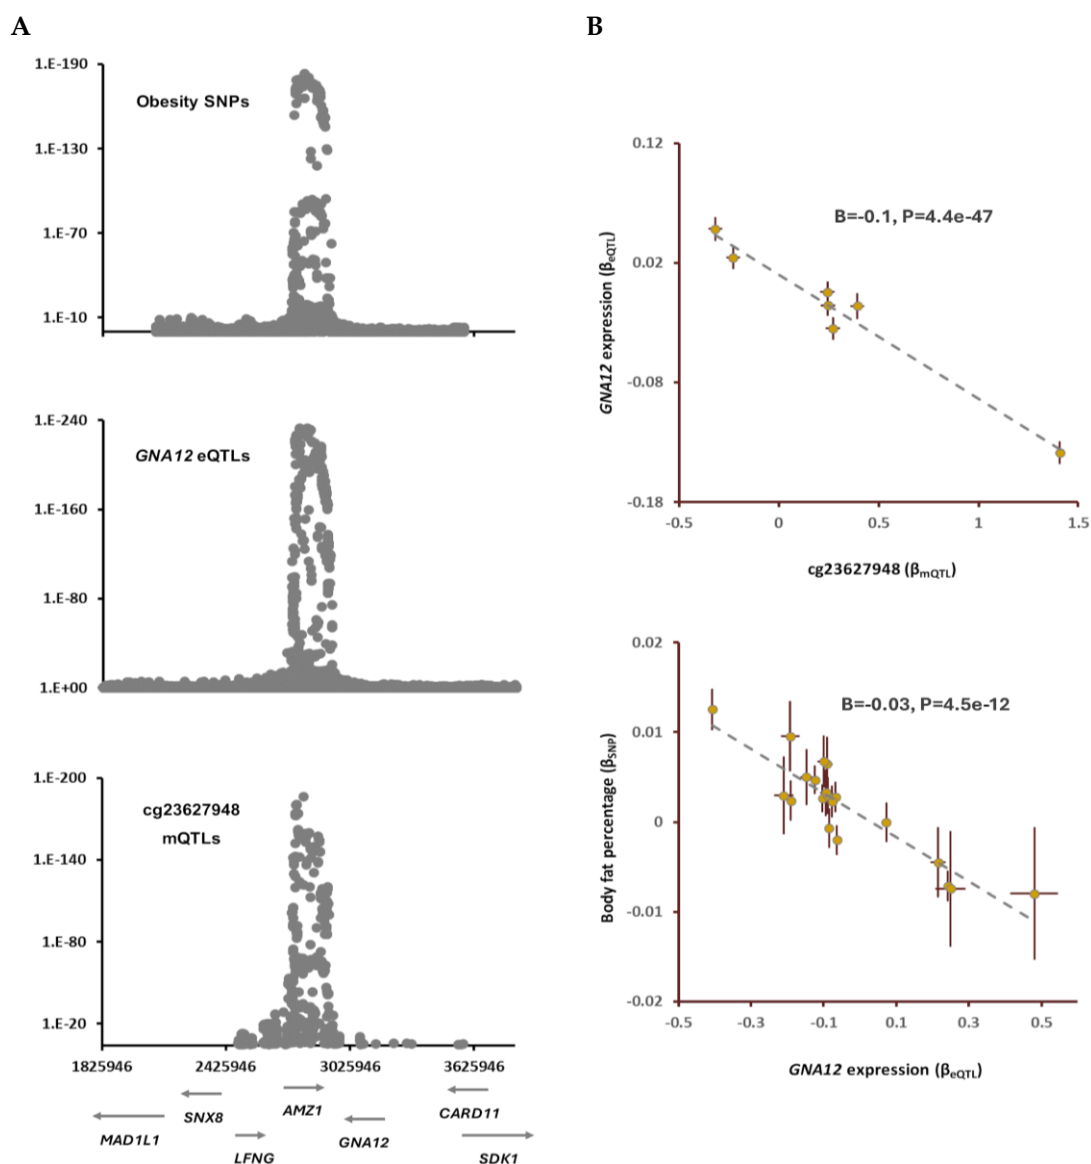 A
1.E-190
Obesity SNPs
1.E-130
1.E-70
1.E-10
1.E-240
GNA12 eQTLs
1.E-160
1.E-80
1.E+00
1.E-200
cg23627948
mQTLs
1.E-140
1.E-80
1.E-20
1825946 2425946 3025946 3625946
AMZ1
CARD11
SNX8
MAD1L1
GNA12
LFNG
SDK1
B
0.12
B=-0.1, P=4.4e-47
0.02
-0.08
-0.18
GNA12 expression (βeQTL)
-0.5 0 0.5 1 1.5
cg23627948 (βmQTL)
0.02
B=-0.03, P=4.5e-12
0.01
0
-0.01
-0.02
Body fat percentage (βSNP)
-0.5 -0.3 -0.1 0.1 0.3 0.5
GNA12 expression (βeQTL)